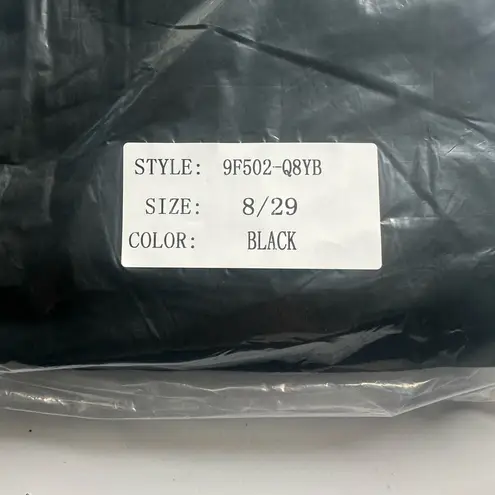 STYLE: 9F502-Q8YB
SIZE: 8/29
COLOR: BLACK